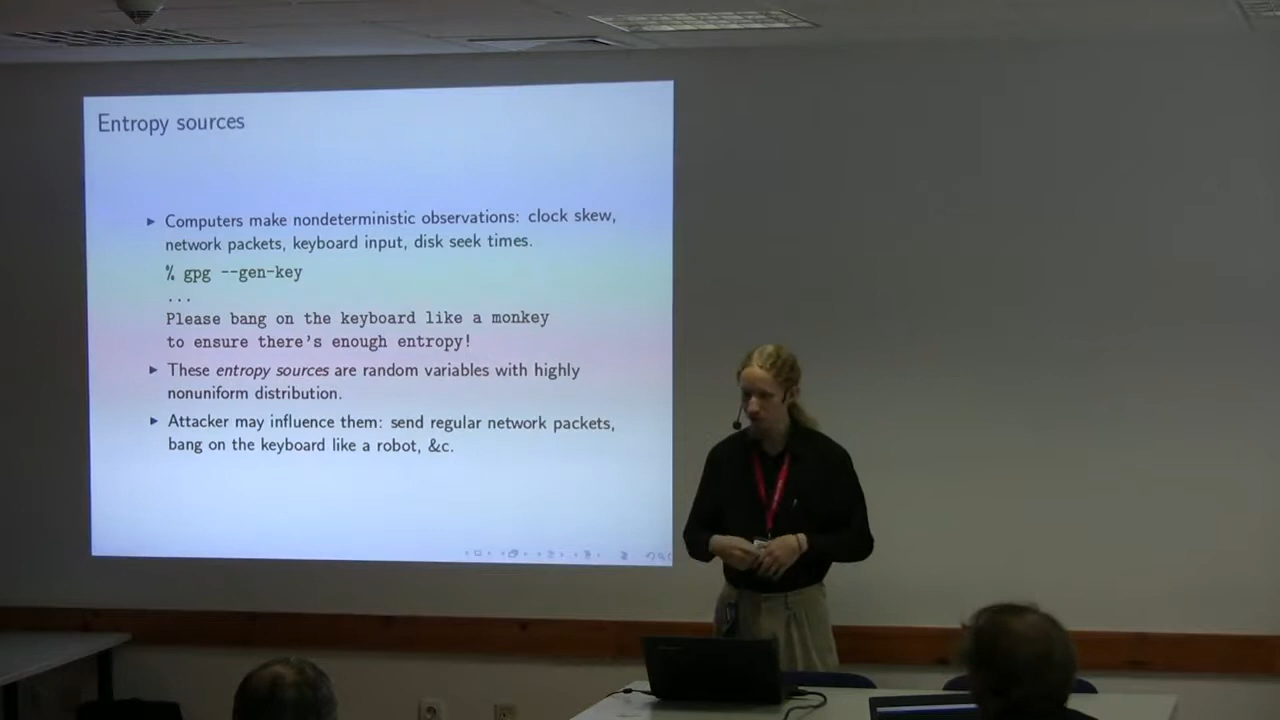 Entropy sources
▶ Computers make nondeterministic observations: clock skew,
network packets, keyboard input, disk seek times.
% gpg --gen-key
...
Please bang on the keyboard like a monkey
to ensure there's enough entropy!
▶ These entropy sources are random variables with highly
nonuniform distribution.
▶ Attacker may influence them: send regular network packets,
bang on the keyboard like a robot, &c.